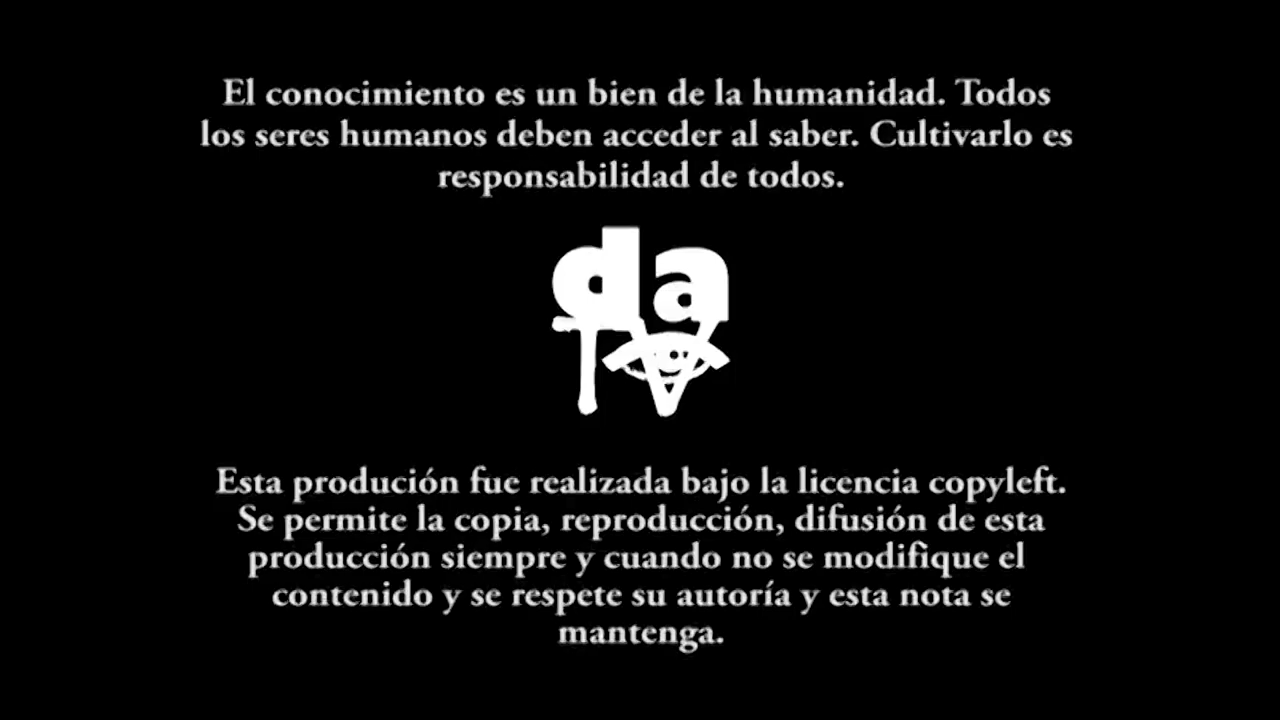 El conocimiento es un bien de la humanidad. Todos
los seres humanos deben acceder al saber. Cultivarlo es
responsabilidad de todos.
da
TV
Esta produción fue realizada bajo la licencia copyleft.
Se permite la copia, reproducción, difusión de esta
producción siempre y cuando no se modifique el
contenido y se respete su autoría y esta nota se
mantenga.